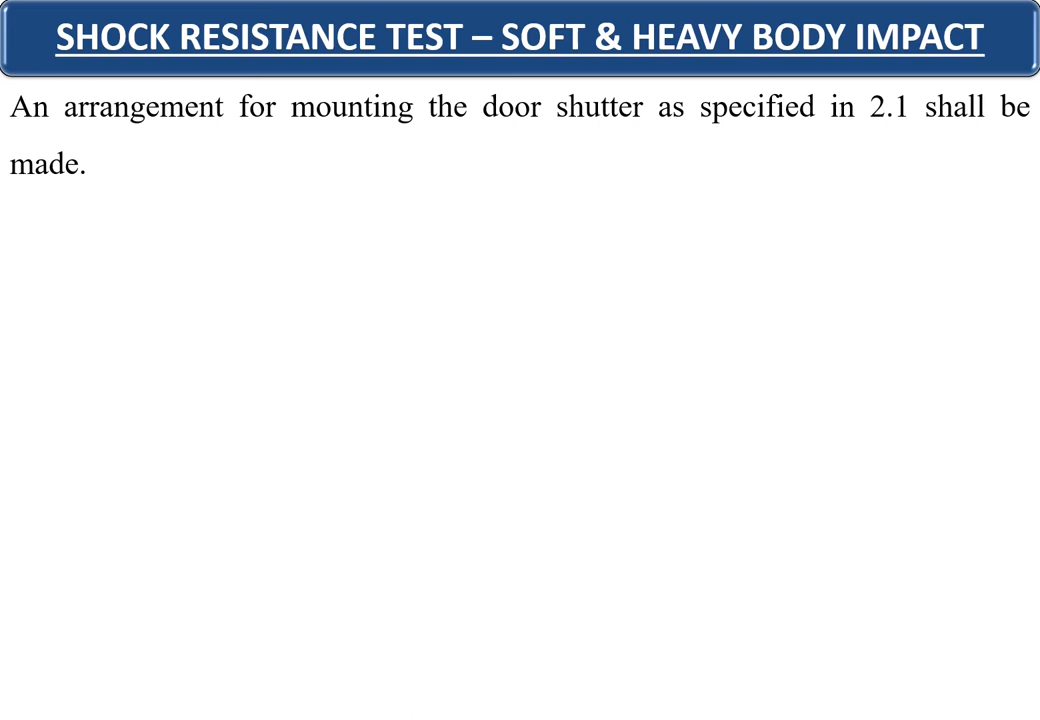 SHOCK RESISTANCE TEST – SOFT & HEAVY BODY IMPACT
An arrangement for mounting the door shutter as specified in 2.1 shall be
made.